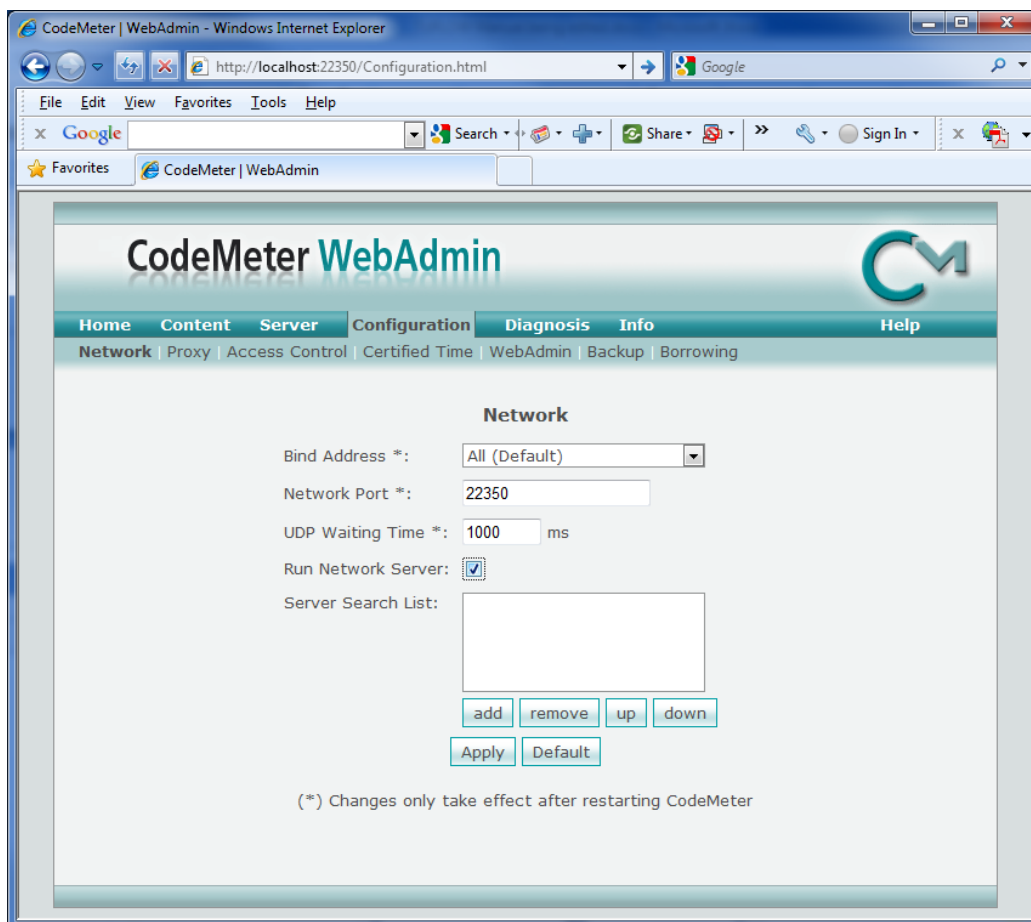 CodeMeter | WebAdmin - Windows Internet Explorer
http://localhost:22350/Configuration.html Google
File Edit View Favorites Tools Help
x Google Search Share >> Sign In x
Favorites CodeMeter | WebAdmin
CodeMeter WebAdmin CM
Home Content Server Configuration Diagnosis Info Help
Network | Proxy | Access Control | Certified Time | WebAdmin | Backup | Borrowing
Network
Bind Address *: All (Default)
Network Port *: 22350
UDP Waiting Time *: 1000 ms
Run Network Server:
Server Search List:
add remove up down
Apply Default
(*) Changes only take effect after restarting CodeMeter